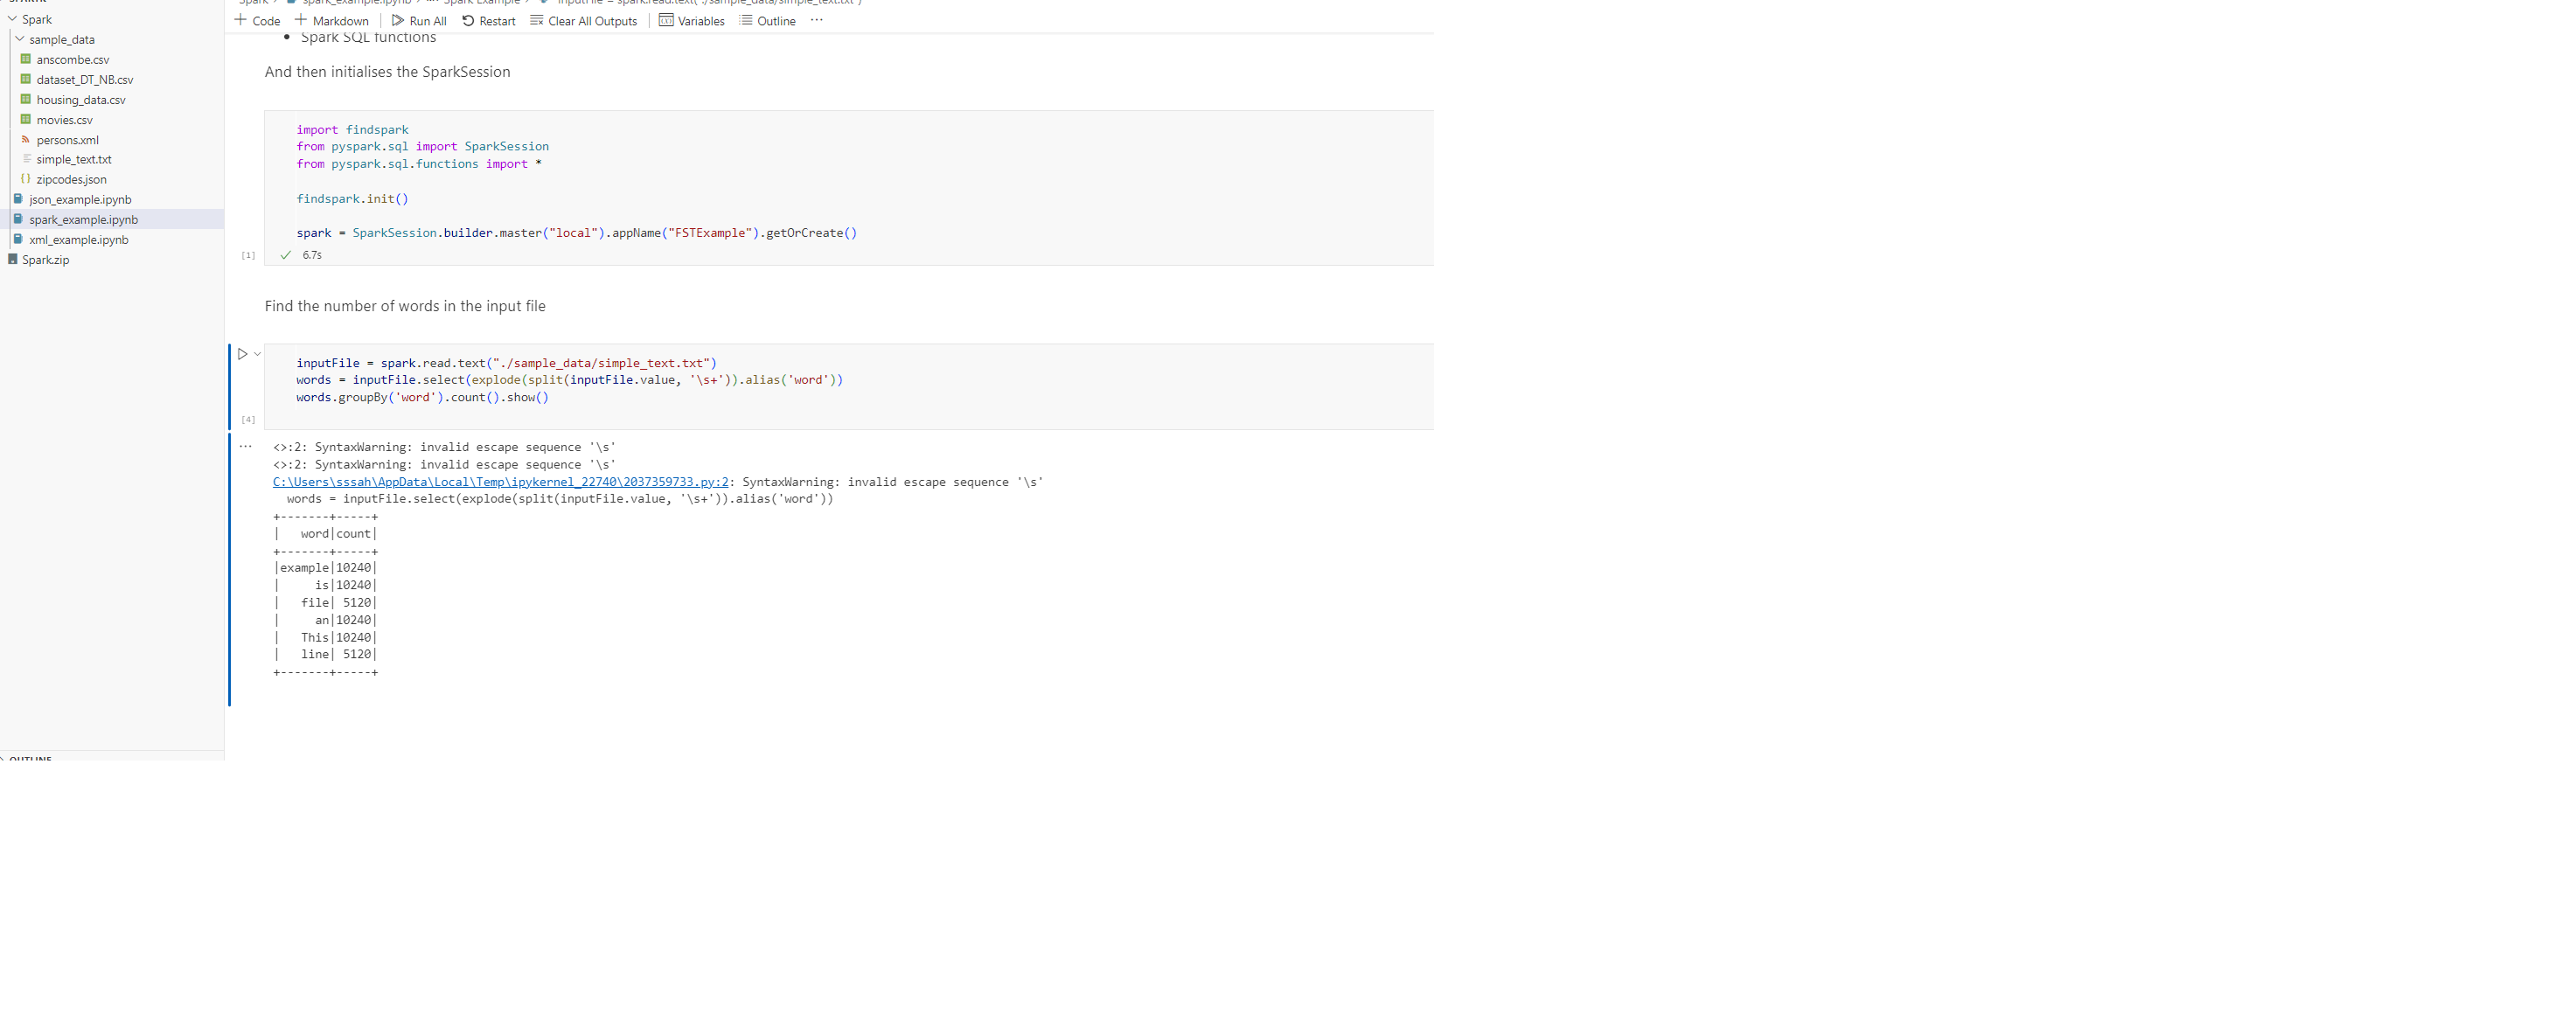 Spark
sample_data
anscombe.csv
dataset_DT_NB.csv
housing_data.csv
movies.csv
persons.xml
simple_text.txt
zipcodes.json
json_example.ipynb
spark_example.ipynb
xml_example.ipynb
Spark.zip
OUTLINE
Spark > spark_example.ipynb > Spark Example > inputFile = spark.read.text("./sample_data/simple_text.txt")
+ Code + Markdown | Run All Restart Clear All Outputs | Variables Outline ...
• Spark SQL functions
And then initialises the SparkSession
import findspark
from pyspark.sql import SparkSession
from pyspark.sql.functions import *
findspark.init()
spark = SparkSession.builder.master("local").appName("FSTExample").getOrCreate()
[1] ✓ 6.7s
Find the number of words in the input file
inputFile = spark.read.text("./sample_data/simple_text.txt")
words = inputFile.select(explode(split(inputFile.value, '\s+')).alias('word'))
words.groupBy('word').count().show()
[4]
... <>:2: SyntaxWarning: invalid escape sequence '\s'
<>:2: SyntaxWarning: invalid escape sequence '\s'
C:\Users\sssah\AppData\Local\Temp\ipykernel_22740\2037359733.py:2: SyntaxWarning: invalid escape sequence '\s'
  words = inputFile.select(explode(split(inputFile.value, '\s+')).alias('word'))
+-------+-----+
|   word|count|
+-------+-----+
|example|10240|
|     is|10240|
|   file| 5120|
|     an|10240|
|   This|10240|
|   line| 5120|
+-------+-----+